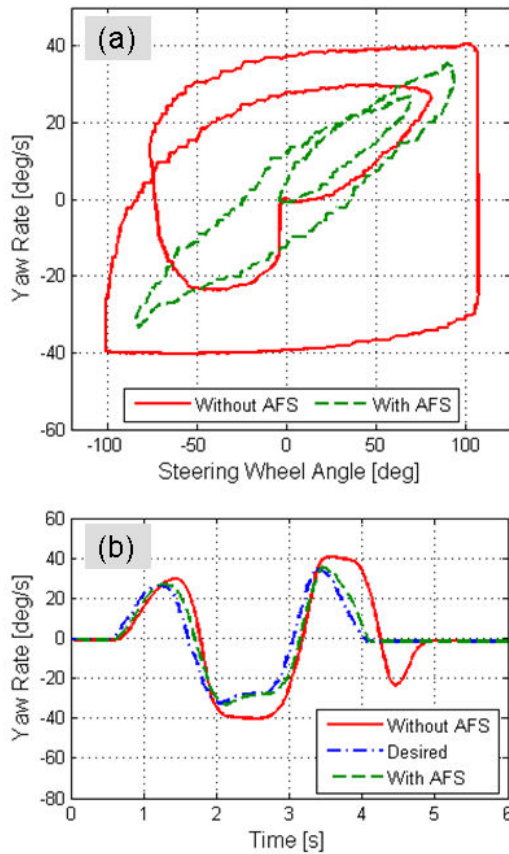 (a)
Yaw Rate [deg/s]
40
20
0
-20
-40
-60
-100 -50 0 50 100
Without AFS With AFS
Steering Wheel Angle [deg]
(b)
Yaw Rate [deg/s]
60
40
20
0
-20
-40
-60
-80
Without AFS
Desired
With AFS
0 1 2 3 4 5 6
Time [s]